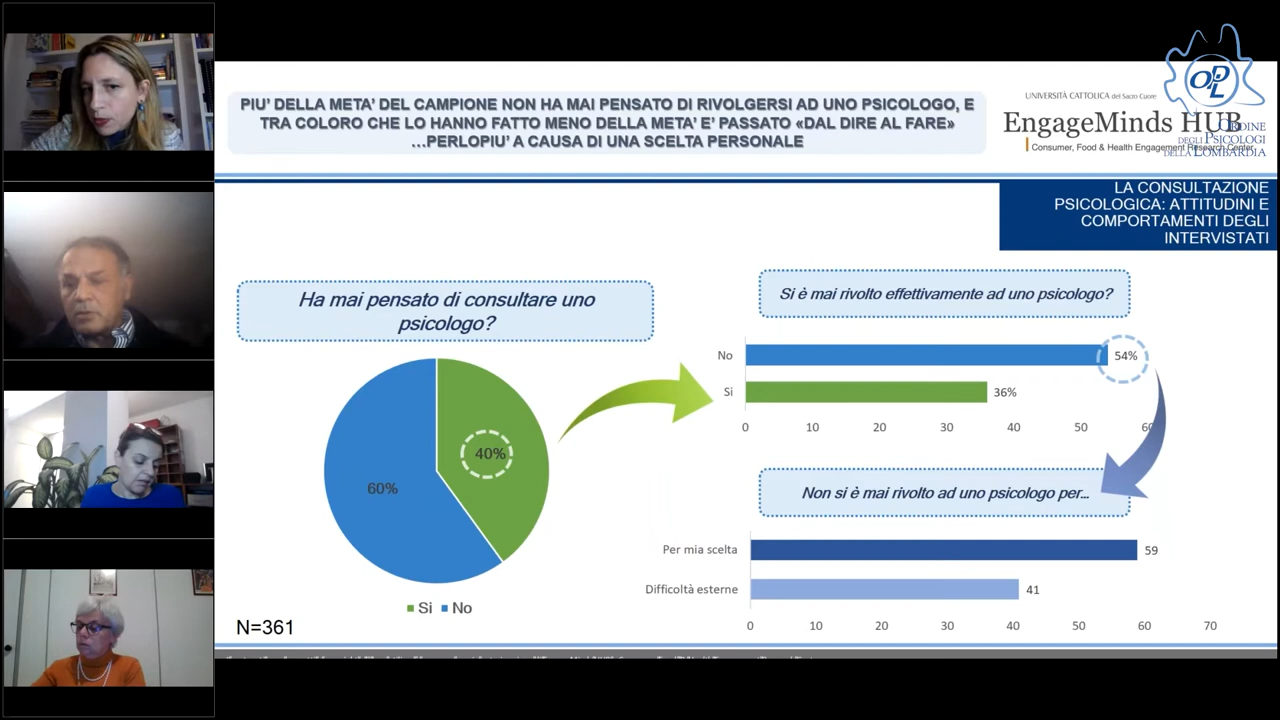 PIU' DELLA META' DEL CAMPIONE NON HA MAI PENSATO DI RIVOLGERSI AD UNO PSICOLOGO, E
TRA COLORO CHE LO HANNO FATTO MENO DELLA META' E' PASSATO «DAL DIRE AL FARE»
...PERLOPIU' A CAUSA DI UNA SCELTA PERSONALE
UNIVERSITÀ CATTOLICA del Sacro Cuore
EngageMinds HUB
Consumer, Food & Health Engagement Research Center
OPL
ORDINE
DEGLI PSICOLOGI
DELLA LOMBARDIA
LA CONSULTAZIONE
PSICOLOGICA: ATTITUDINI E
COMPORTAMENTI DEGLI
INTERVISTATI
Ha mai pensato di consultare uno
psicologo?
40%
60%
Si No
N=361
Si è mai rivolto effettivamente ad uno psicologo?
No 54%
Si 36%
0 10 20 30 40 50 60
Non si è mai rivolto ad uno psicologo per...
Per mia scelta 59
Difficoltà esterne 41
0 10 20 30 40 50 60 70